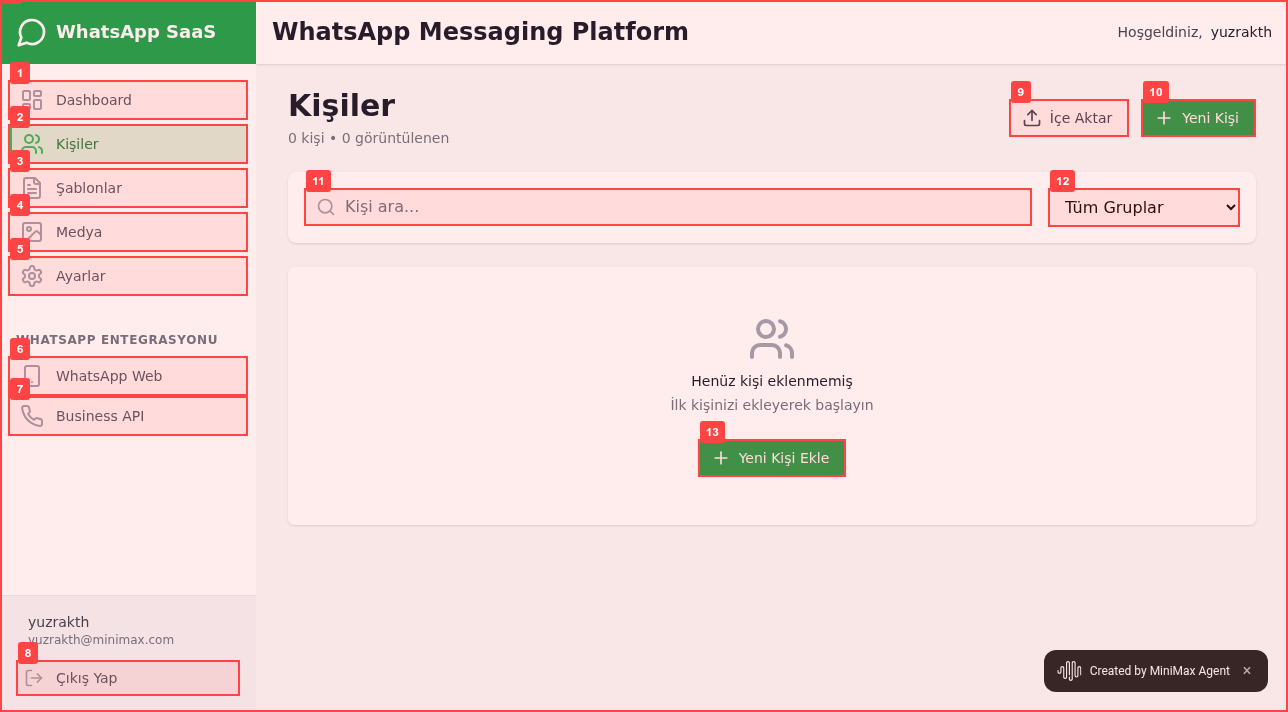 WhatsApp SaaS
WhatsApp Messaging Platform
Hoşgeldiniz, yuzrakth
1
Dashboard
2
Kişiler
3
Şablonlar
4
Medya
5
Ayarlar
WHATSAPP ENTEGRASYONU
6
WhatsApp Web
7
Business API
yuzrakth
yuzrakth@minimax.com
8
Çıkış Yap
Kişiler
0 kişi • 0 görüntülenen
9
İçe Aktar
10
Yeni Kişi
11
Kişi ara...
12
Tüm Gruplar
Henüz kişi eklenmemiş
İlk kişinizi ekleyerek başlayın
13
Yeni Kişi Ekle
Created by MiniMax Agent ×